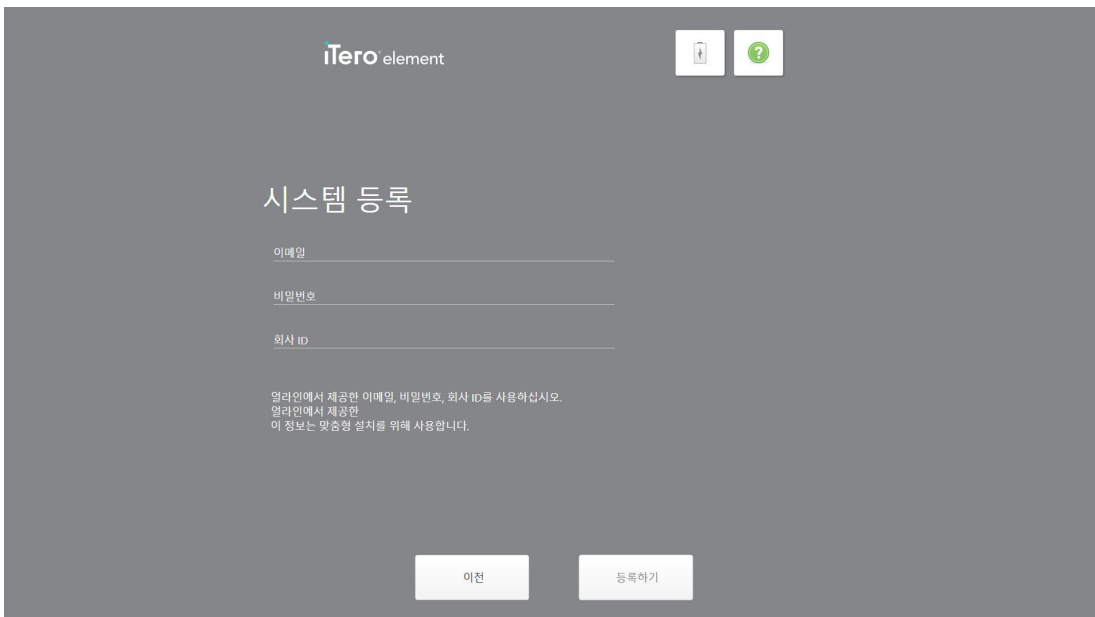 iTero element
시스템 등록
이메일
비밀번호
회사 ID
얼라인에서 제공한 이메일, 비밀번호, 회사 ID를 사용하십시오.
얼라인에서 제공한
이 정보는 맞춤형 설치를 위해 사용합니다.
이전
등록하기